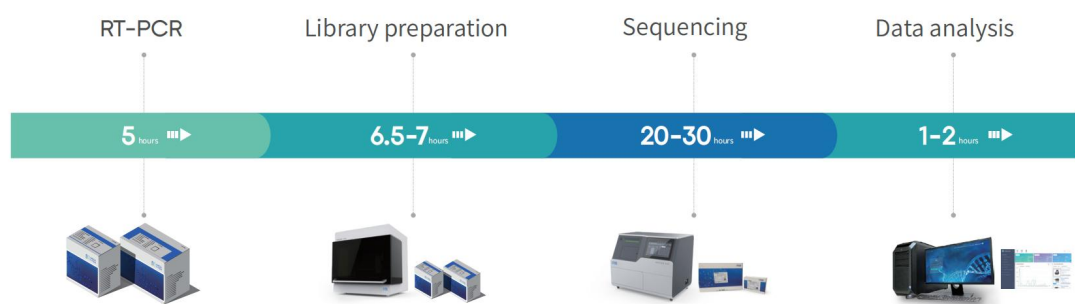 RT-PCR
Library preparation
Sequencing
Data analysis
5 hours
6.5-7 hours
20-30 hours
1-2 hours